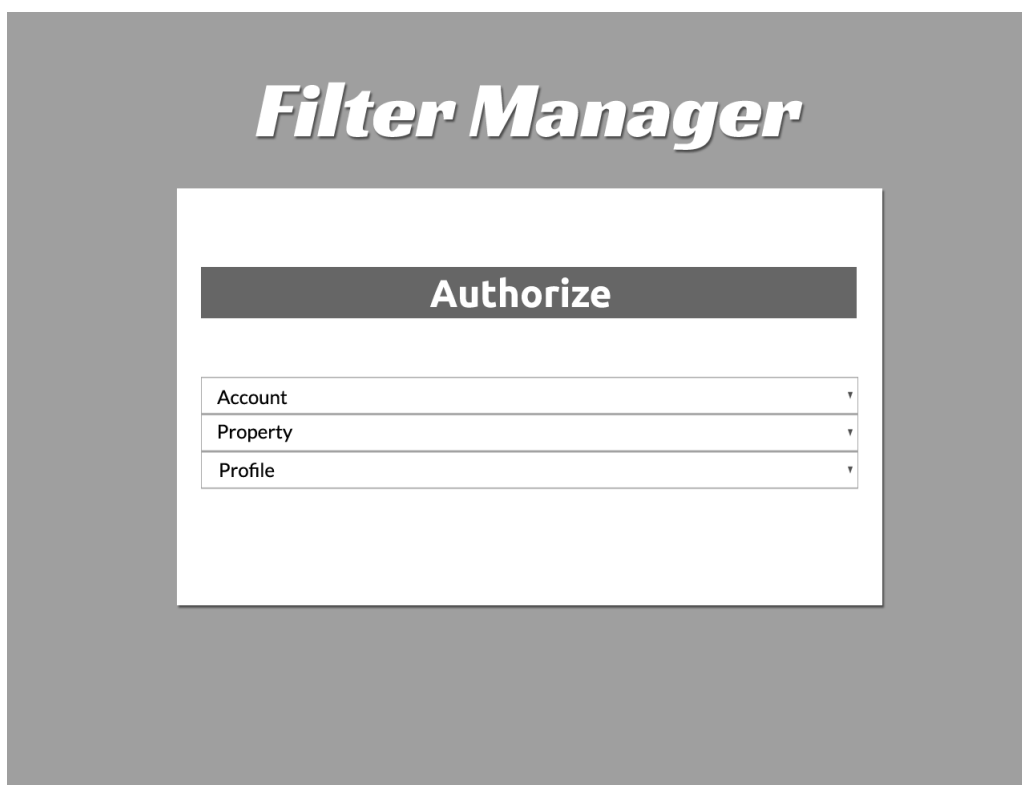 Filter Manager
Authorize
Account
Property
Profile